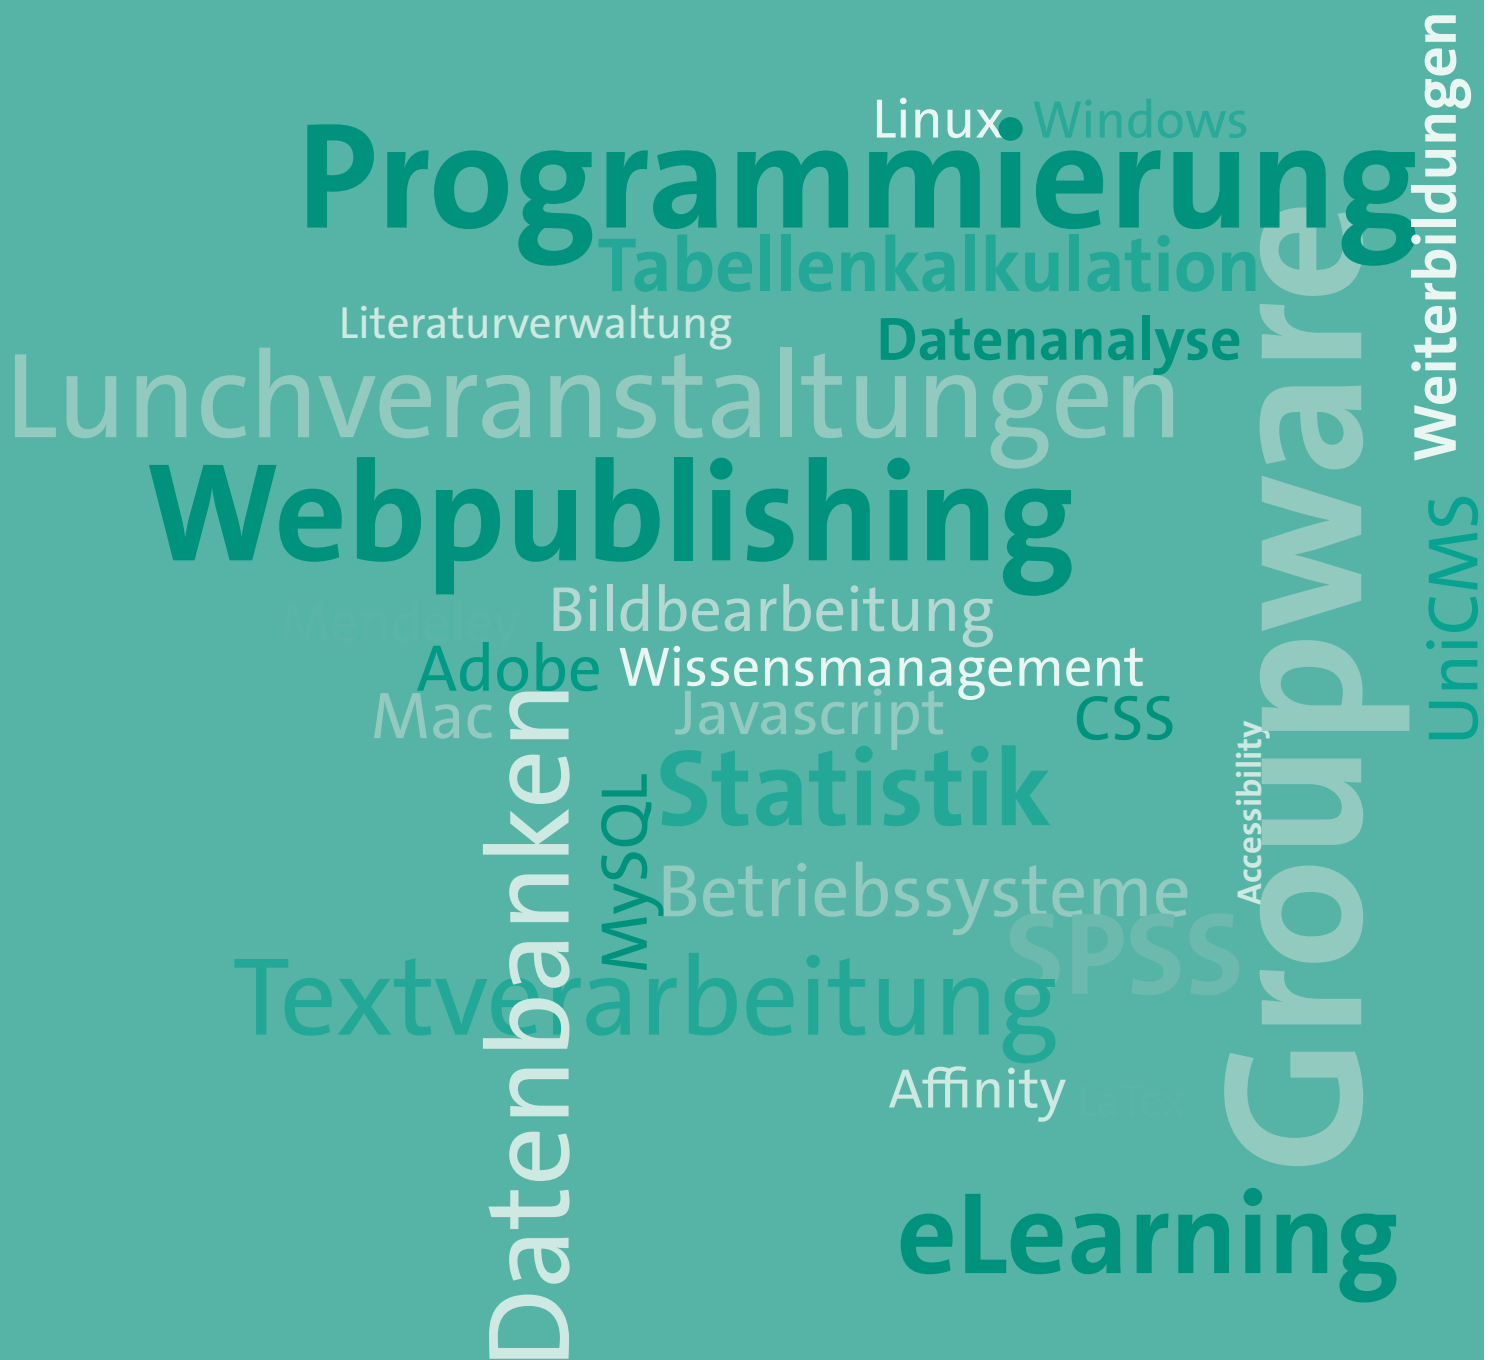 Weiterbildungen
Linux
Windows
Programmierung
Tabellenkalkulation
Literaturverwaltung
Datenanalyse
Lunchveranstaltungen
Groupware
Webpublishing
UniCMS
Mendeley
Bildbearbeitung
Adobe
Wissensmanagement
Mac
Javascript
CSS
Datenbanken
MySQL
Statistik
Accessibility
Betriebssysteme
SPSS
Textverarbeitung
Affinity
LaTex
eLearning